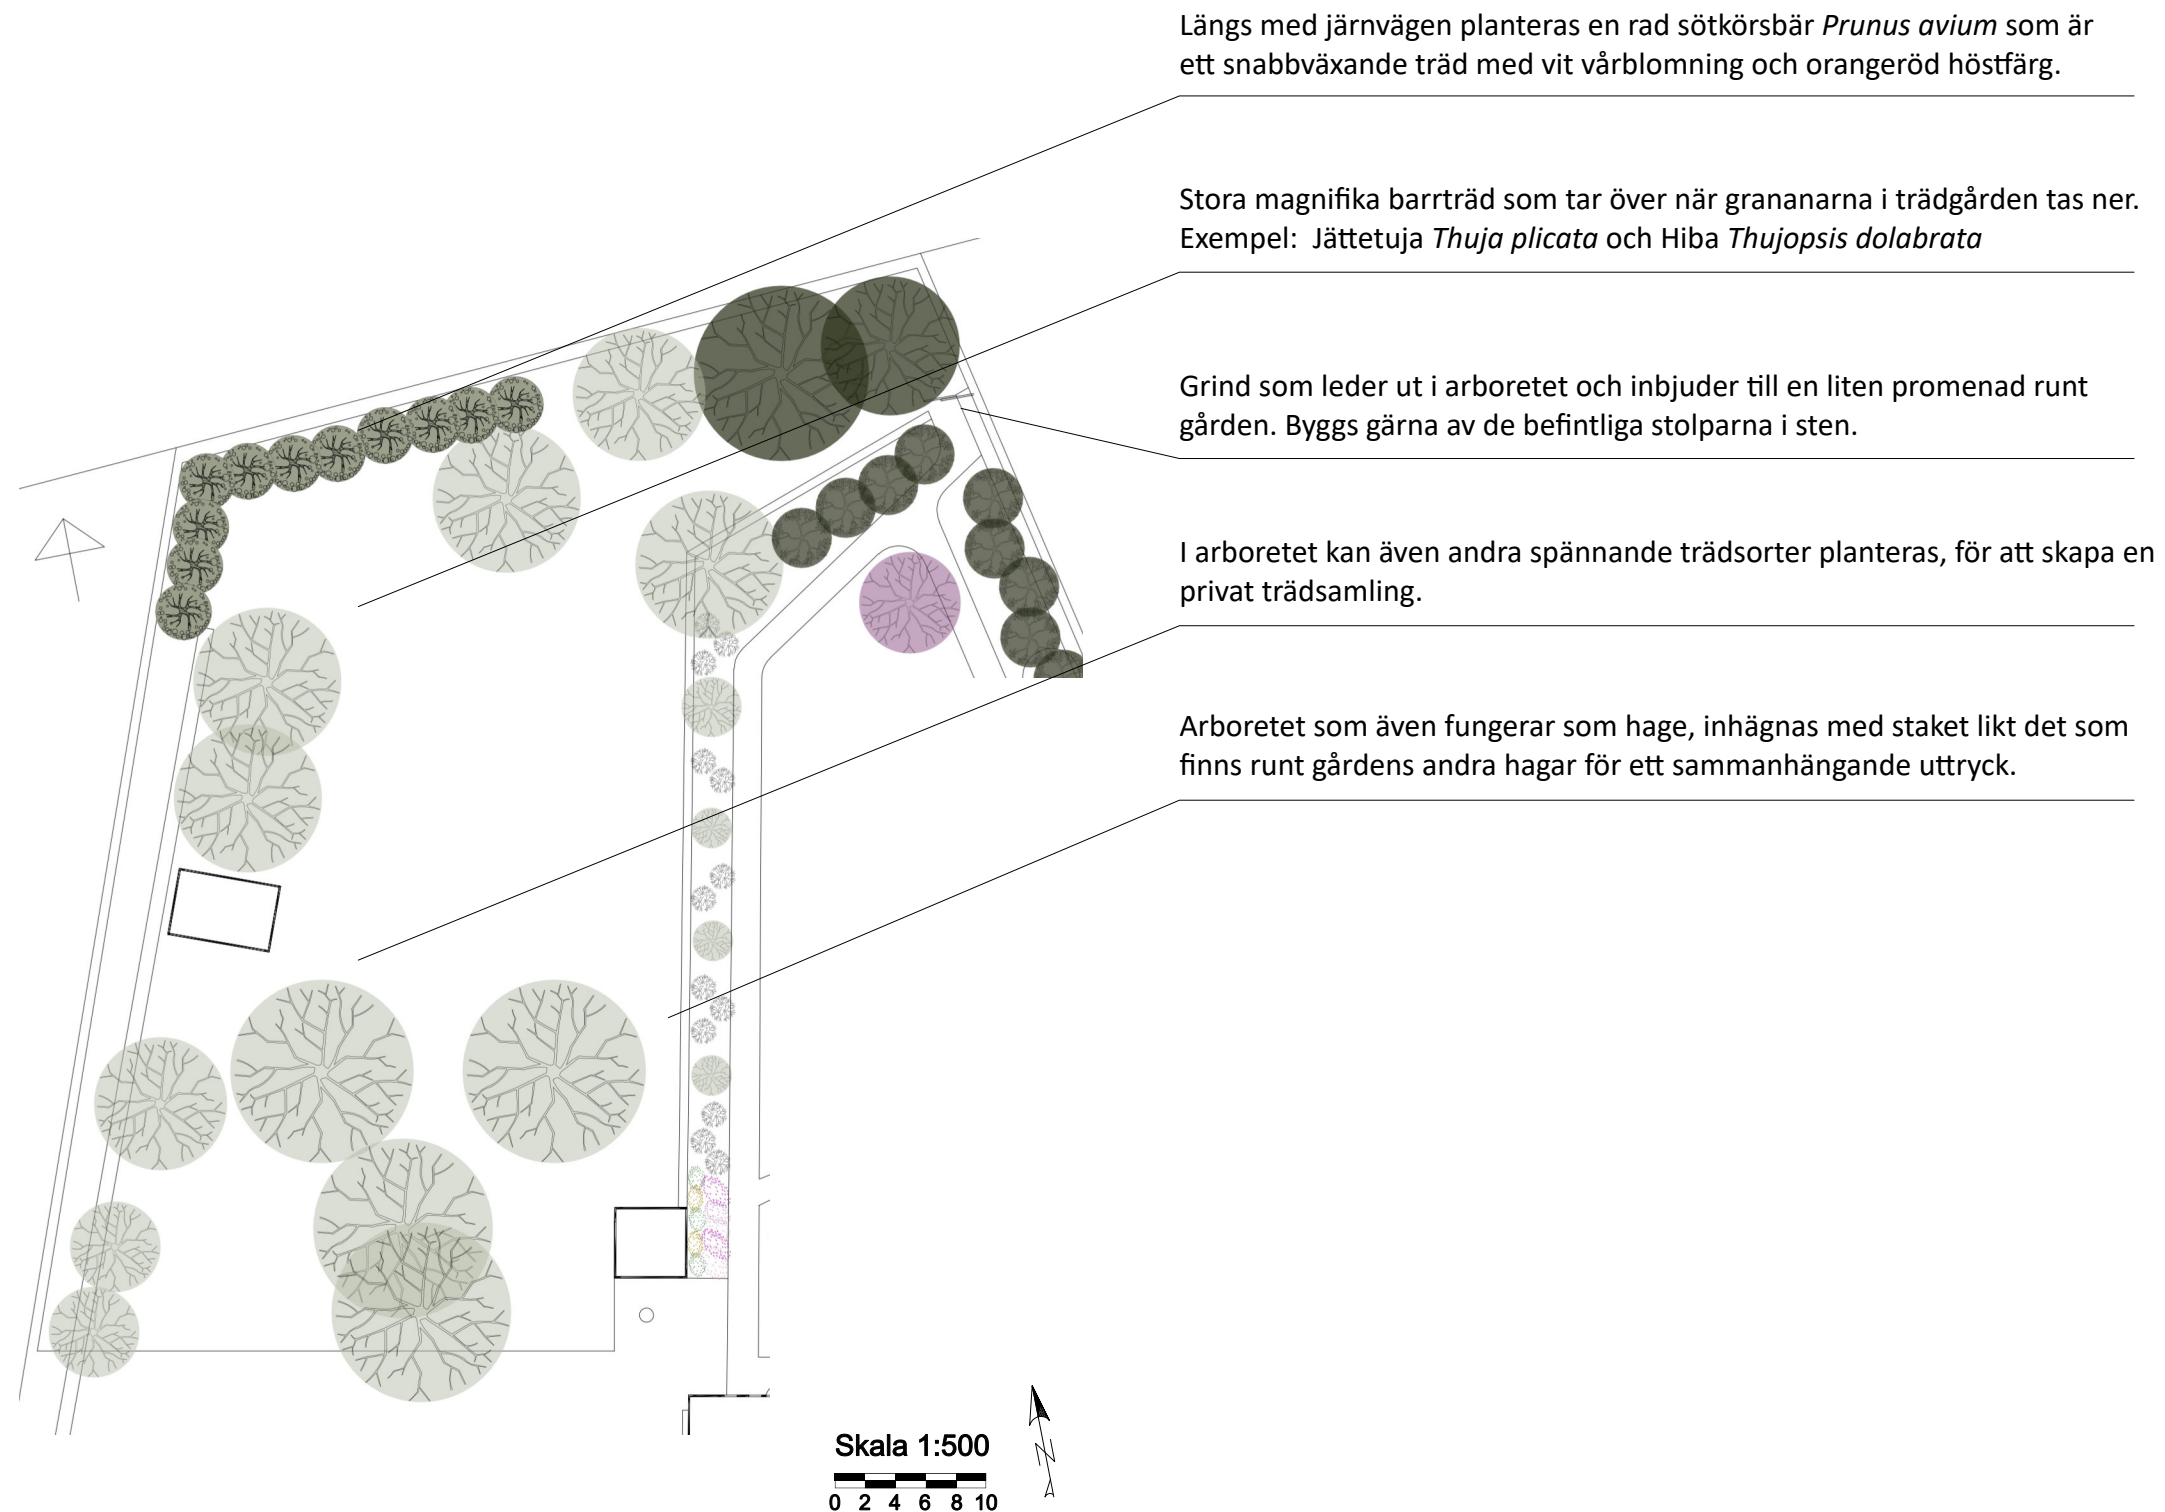 Längs med järnvägen planteras en rad sötkörsbär Prunus avium som är
ett snabbväxande träd med vit vårblomning och orangeröd höstfärg.
Stora magnifika barrträd som tar över när grananarna i trädgården tas ner.
Exempel: Jättetuja Thuja plicata och Hiba Thujopsis dolabrata
Grind som leder ut i arboretet och inbjuder till en liten promenad runt
gården. Byggs gärna av de befintliga stolparna i sten.
I arboretet kan även andra spännande trädsorter planteras, för att skapa en
privat trädsamling.
Arboretet som även fungerar som hage, inhägnas med staket likt det som
finns runt gårdens andra hagar för ett sammanhängande uttryck.
Skala 1:500
0 2 4 6 8 10
N